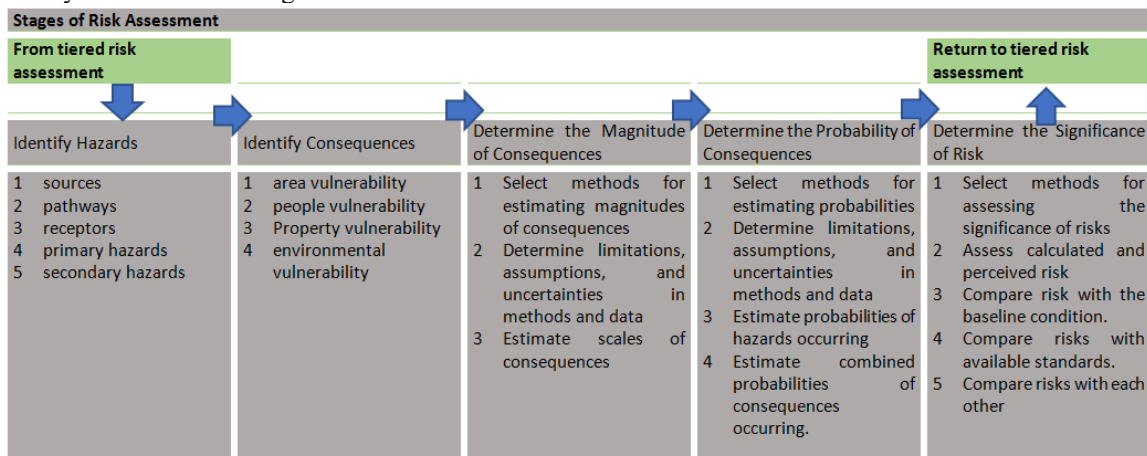 Stages of Risk Assessment
From tiered risk
assessment
Return to tiered risk
assessment
Identify Hazards
Identify Consequences
Determine the Magnitude
of Consequences
Determine the Probability of
Consequences
Determine the Significance
of Risk
1 sources
2 pathways
3 receptors
4 primary hazards
5 secondary hazards
1 area vulnerability
2 people vulnerability
3 Property vulnerability
4 environmental
vulnerability
1 Select methods for
estimating magnitudes
of consequences
2 Determine limitations,
assumptions, and
uncertainties in
methods and data
3 Estimate scales of
consequences
1 Select methods for
estimating probabilities
2 Determine limitations,
assumptions, and
uncertainties in
methods and data
3 Estimate probabilities of
hazards occurring
4 Estimate combined
probabilities of
consequences
occurring.
1 Select methods for
assessing the
significance of risks
2 Assess calculated and
perceived risk
3 Compare risk with the
baseline condition.
4 Compare risks with
available standards.
5 Compare risks with each
other